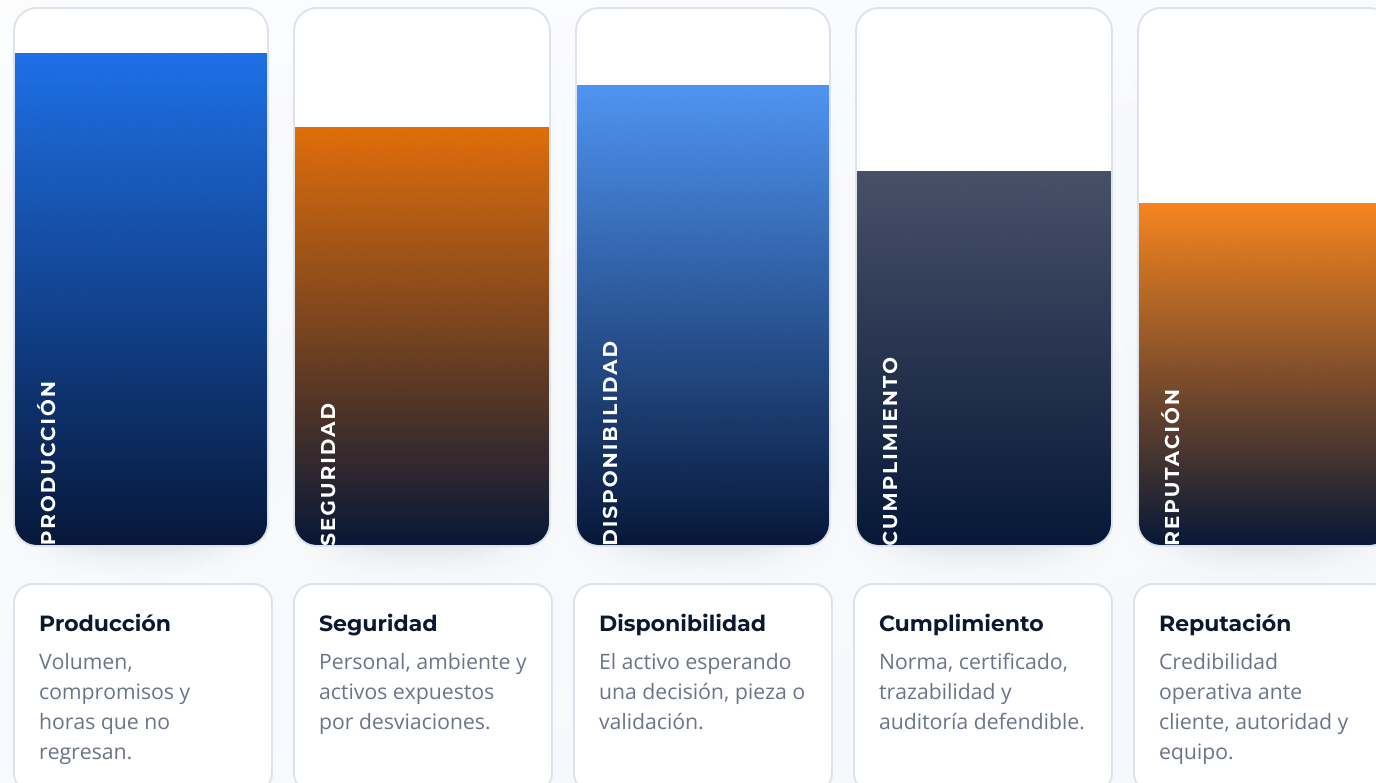 PRODUCCIÓN
SEGURIDAD
DISPONIBILIDAD
CUMPLIMIENTO
REPUTACIÓN
Producción
Volumen,
compromisos y
horas que no
regresan.
Seguridad
Personal, ambiente y
activos expuestos
por desviaciones.
Disponibilidad
El activo esperando
una decisión, pieza o
validación.
Cumplimiento
Norma, certificado,
trazabilidad y
auditoría defendible.
Reputación
Credibilidad
operativa ante
cliente, autoridad y
equipo.